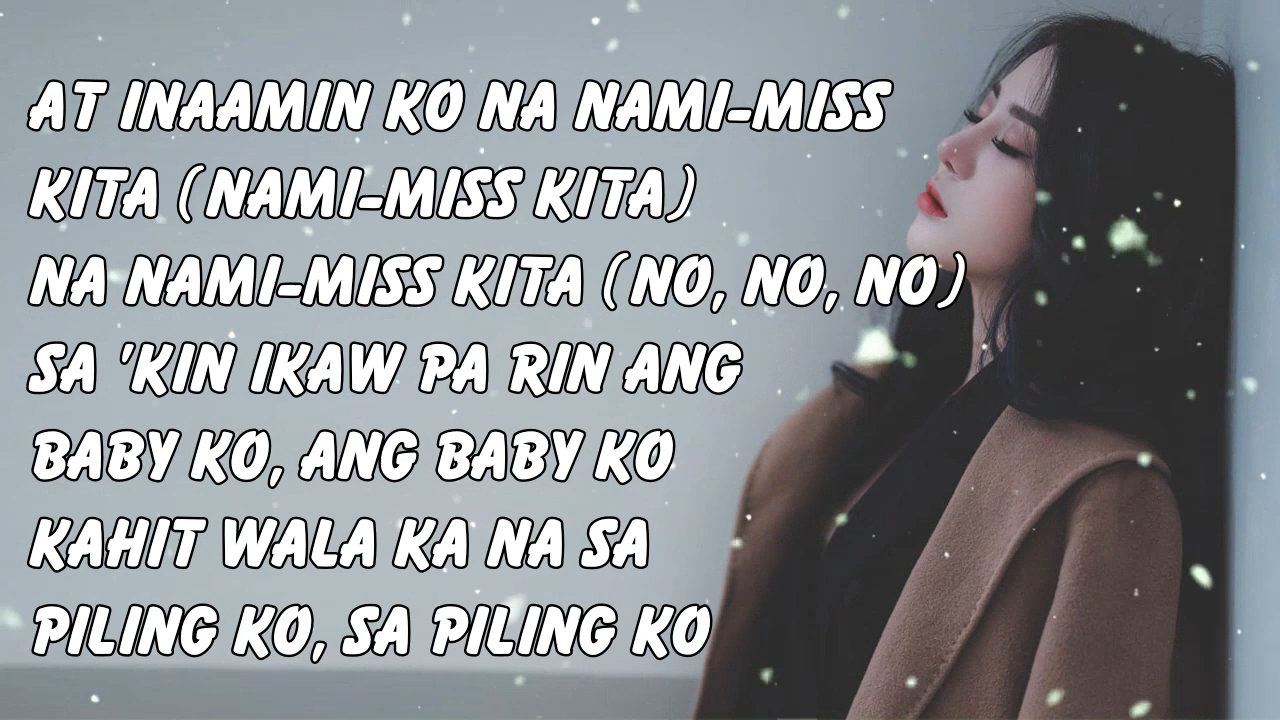 AT INAAMIN KO NA NAMI-MISS
KITA (NAMI-MISS KITA)
NA NAMI-MISS KITA (NO, NO, NO)
SA 'KIN IKAW PA RIN ANG
BABY KO, ANG BABY KO
KAHIT WALA KA NA SA
PILING KO, SA PILING KO